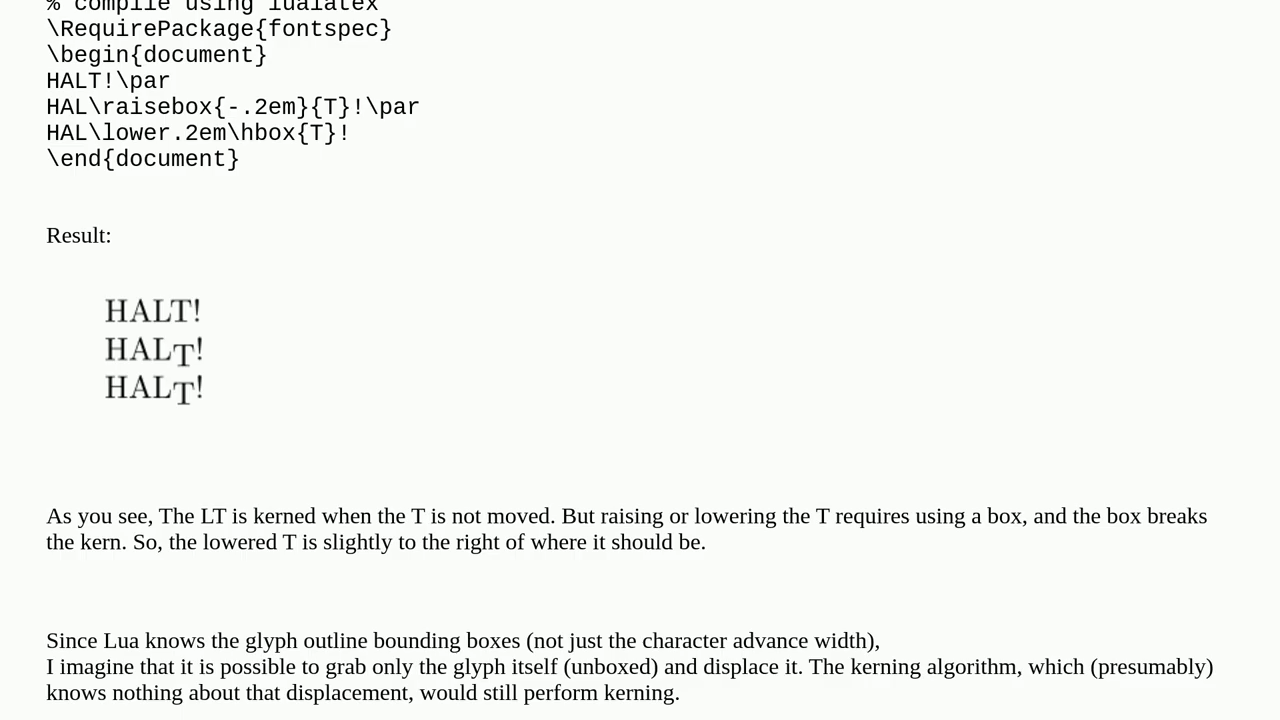 % compile using lualatex
\RequirePackage{fontspec}
\begin{document}
HALT!\par
HAL\raisebox{-.2em}{T}!\par
HAL\lower.2em\hbox{T}!
\end{document}
Result:
HALT!
HALT!
HALT!
As you see, The LT is kerned when the T is not moved. But raising or lowering the T requires using a box, and the box breaks
the kern. So, the lowered T is slightly to the right of where it should be.
Since Lua knows the glyph outline bounding boxes (not just the character advance width),
I imagine that it is possible to grab only the glyph itself (unboxed) and displace it. The kerning algorithm, which (presumably)
knows nothing about that displacement, would still perform kerning.